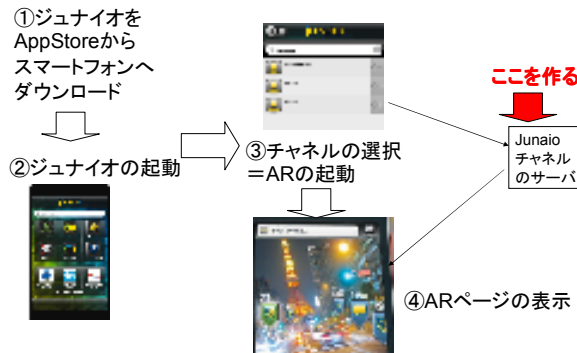 ①ジュナイオを
AppStoreから
スマートフォンへ
ダウンロード
②ジュナイオの起動
③チャネルの選択
＝ARの起動
ここを作る
Junaio
チャネル
のサーバ
④ARページの表示